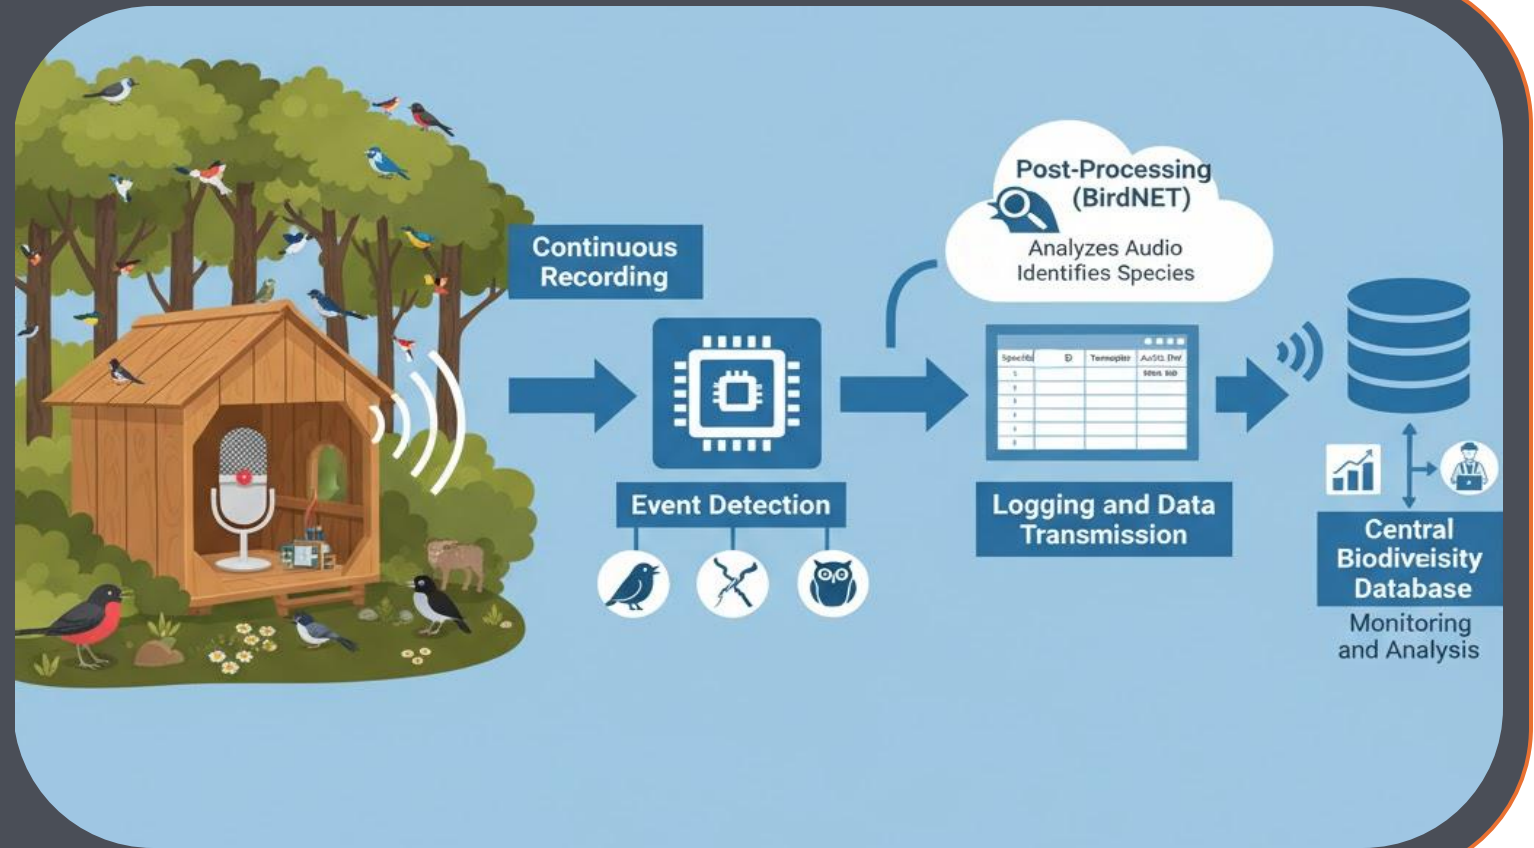 Continuous
Recording
Event Detection
Post-Processing
(BirdNET)
Analyzes Audio
Identifies Species
Logging and Data
Transmission
Central
Biodiveisity
Database
Monitoring
and Analysis